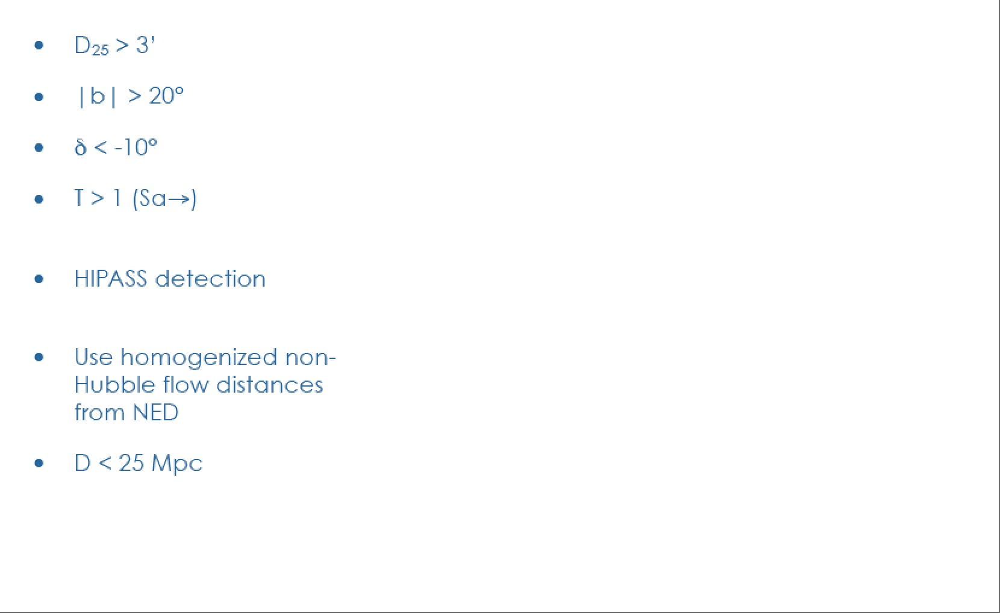 • D₂₅ > 3’
• |b| > 20°
• δ < -10°
• T > 1 (Sa→)
• HIPASS detection
• Use homogenized non-
Hubble flow distances
from NED
• D < 25 Mpc